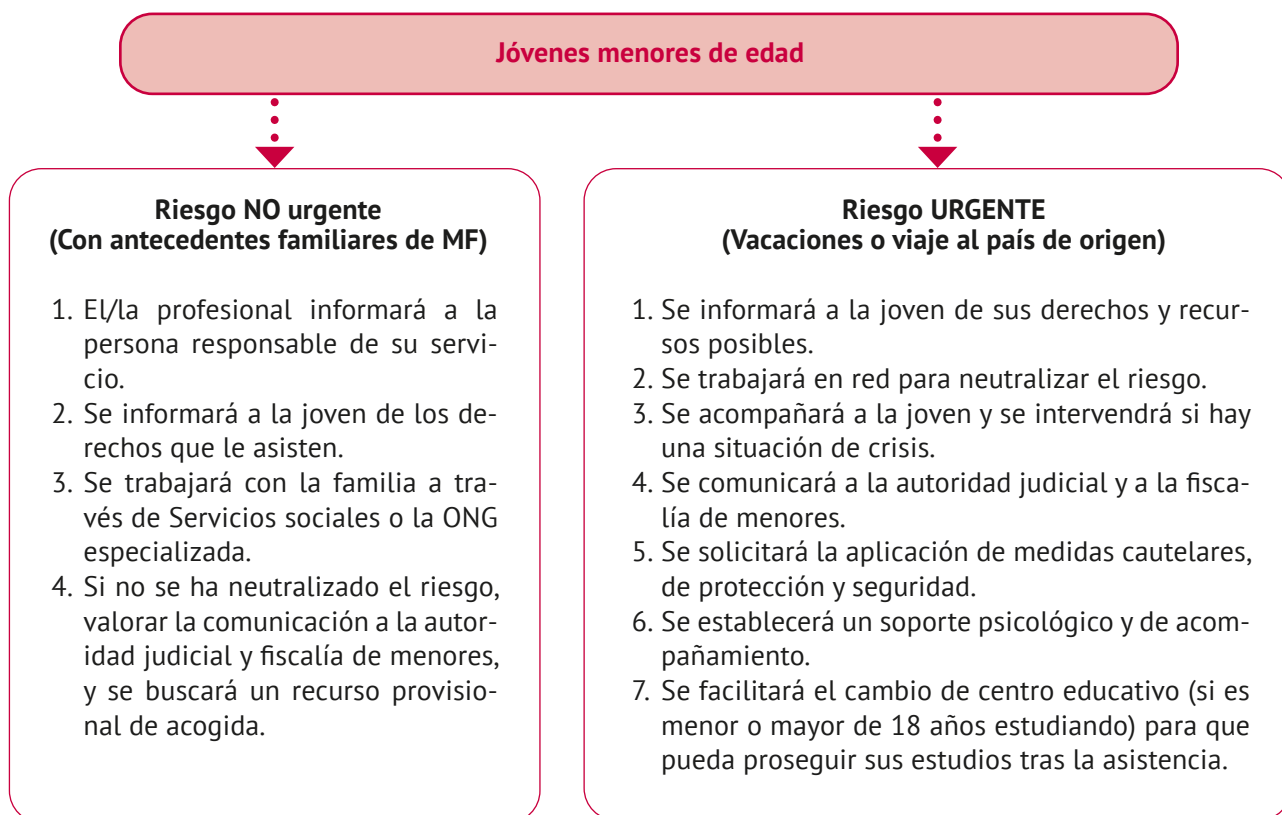 Jóvenes menores de edad
Riesgo NO urgente
(Con antecedentes familiares de MF)
1. El/la profesional informará a la
persona responsable de su servi-
cio.
2. Se informará a la joven de los de-
rechos que le asisten.
3. Se trabajará con la familia a tra-
vés de Servicios sociales o la ONG
especializada.
4. Si no se ha neutralizado el riesgo,
valorar la comunicación a la autor-
idad judicial y fiscalía de menores,
y se buscará un recurso provisio-
nal de acogida.
Riesgo URGENTE
(Vacaciones o viaje al país de origen)
1. Se informará a la joven de sus derechos y recur-
sos posibles.
2. Se trabajará en red para neutralizar el riesgo.
3. Se acompañará a la joven y se intervendrá si hay
una situación de crisis.
4. Se comunicará a la autoridad judicial y a la fisca-
lía de menores.
5. Se solicitará la aplicación de medidas cautelares,
de protección y seguridad.
6. Se establecerá un soporte psicológico y de acom-
pañamiento.
7. Se facilitará el cambio de centro educativo (si es
menor o mayor de 18 años estudiando) para que
pueda proseguir sus estudios tras la asistencia.